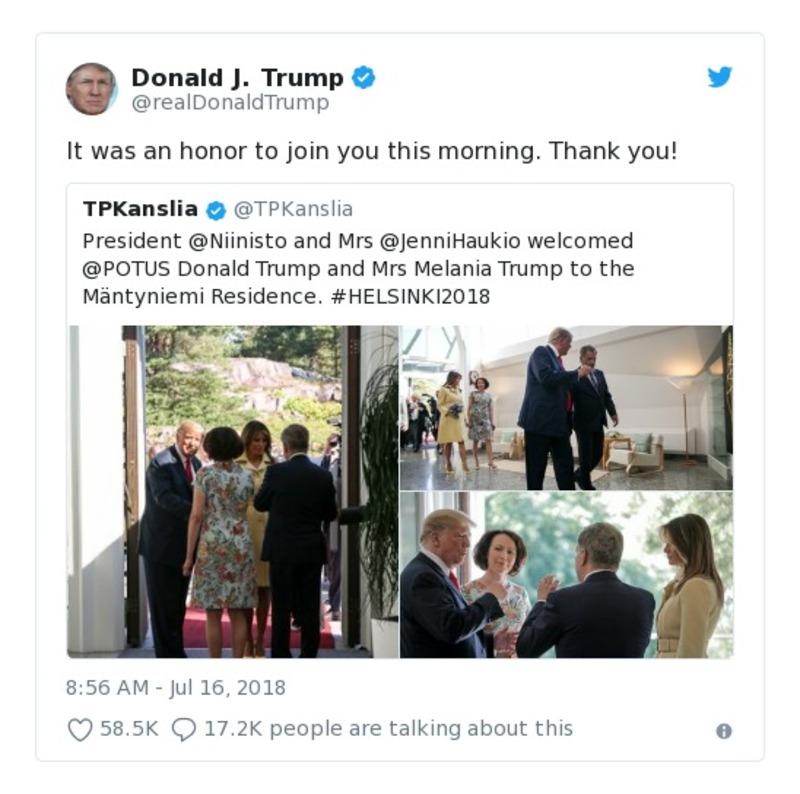 Donald J. Trump
@realDonaldTrump
It was an honor to join you this morning. Thank you!
TPKanslia @TPKanslia
President @Niinisto and Mrs @JenniHaukio welcomed
@POTUS Donald Trump and Mrs Melania Trump to the
Mäntyniemi Residence. #HELSINKI2018
8:56 AM - Jul 16, 2018
58.5K 17.2K people are talking about this